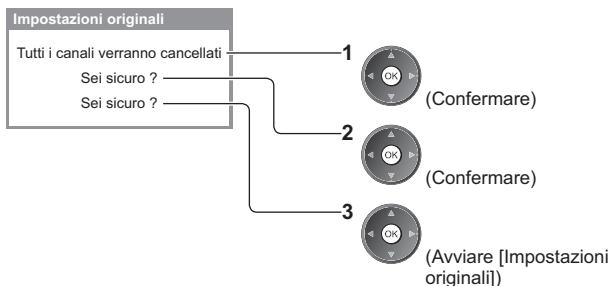 Impostazioni originali
Tutti i canali verranno cancellati
Sei sicuro ?
Sei sicuro ?
1
OK
(Confermare)
2
OK
(Confermare)
3
OK
(Avviare [Impostazioni
originali])